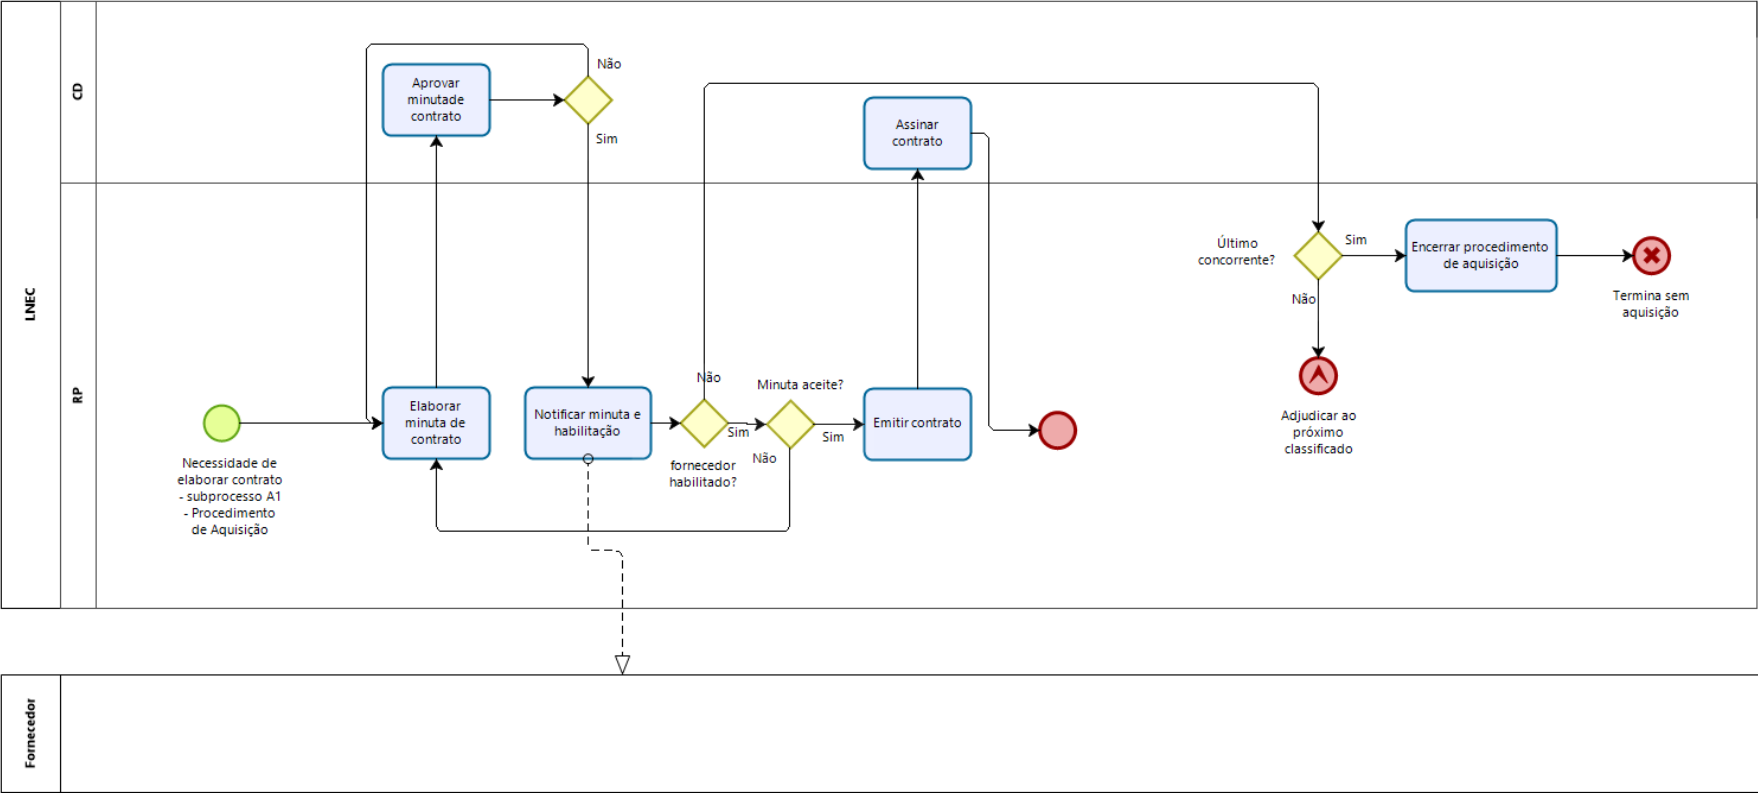 LNEC
CD
Aprovar
minutade
contrato
Não
Sim
Assinar
contrato
RP
Necessidade de
elaborar contrato
- subprocesso A1
- Procedimento
de Aquisição
Elaborar
minuta de
contrato
Notificar minuta e
habilitação
Não
Sim
fornecedor
habilitado?
Minuta aceite?
Sim
Não
Emitir contrato
Último
concorrente?
Sim
Não
Adjudicar ao
próximo
classificado
Encerrar procedimento
de aquisição
Termina sem
aquisição
Fornecedor